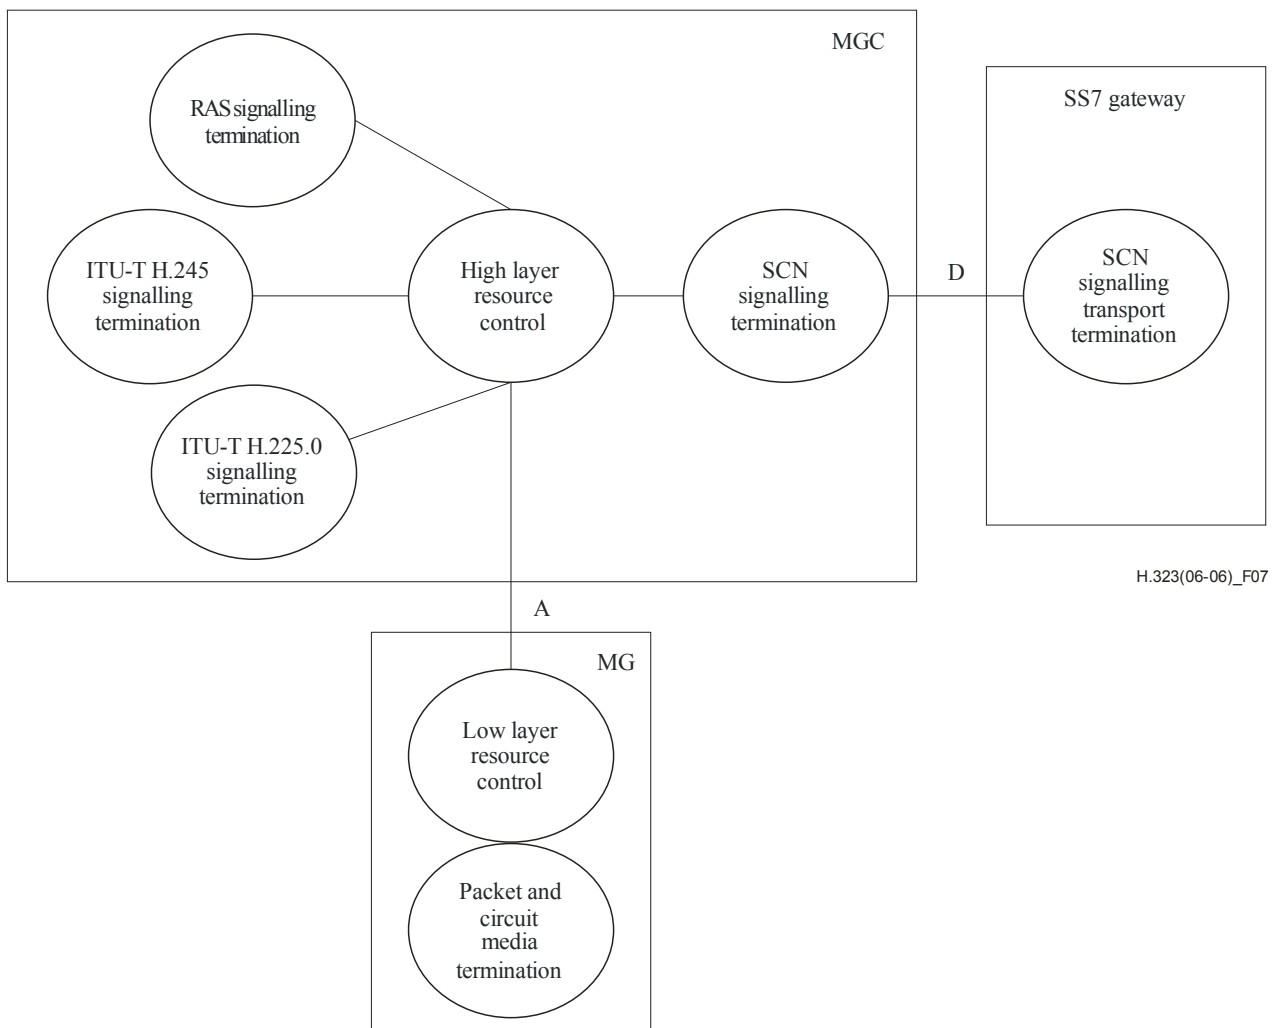 MGC
RAS signalling
termination
SS7 gateway
ITU-T H.245
signalling
termination
High layer
resource
control
SCN
signalling
termination
D
SCN
signalling
transport
termination
ITU-T H.225.0
signalling
termination
H.323(06-06)_F07
A
MG
Low layer
resource
control
Packet and
circuit
media
termination